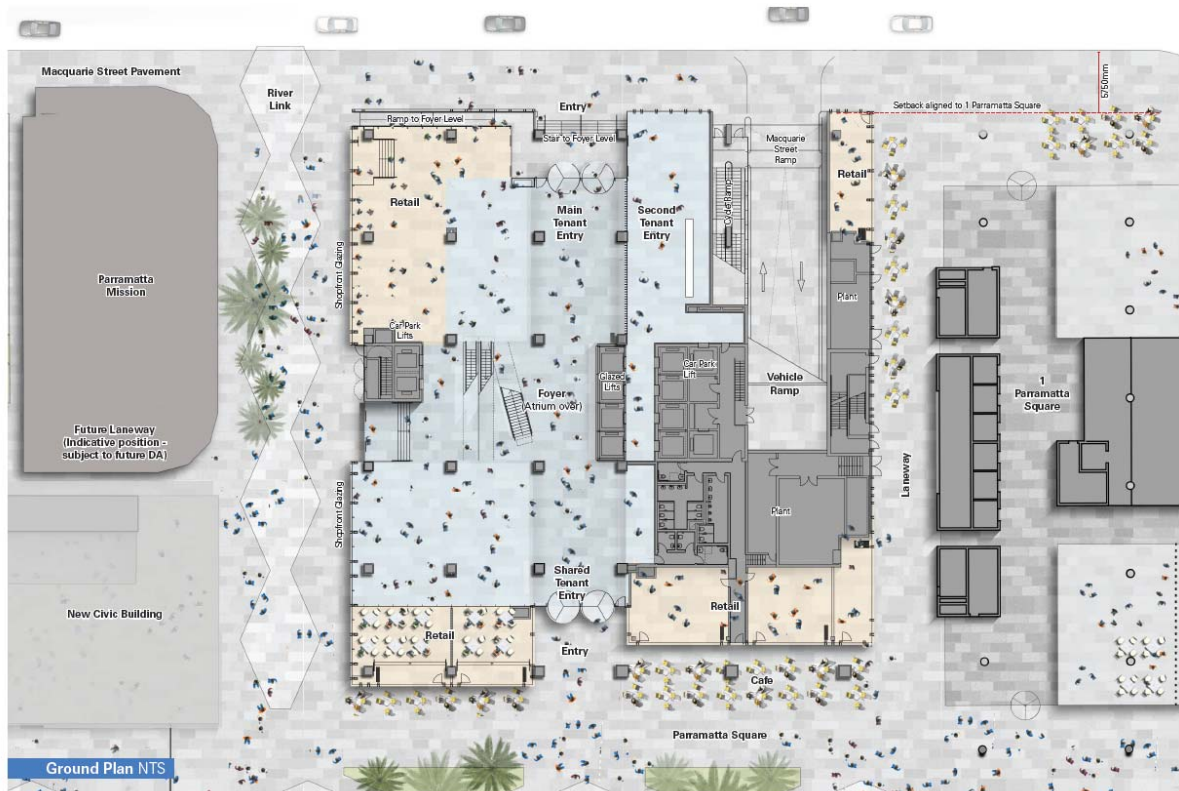 Macquarie Street Pavement
River
Link
Entry
5750mm
Setback aligned to 1 Parramatta Square
Ramp to Foyer Level
Stair to Foyer Level
Macquarie
Street
Ramp
Cycle Ramp
Retail
Retail
Main
Tenant
Entry
Second
Tenant
Entry
Shopfront Glazing
Parramatta
Mission
Plant
Car Park
Lifts
Glazed
Lifts
Car Park
Lift
Foyer
(Atrium over)
Vehicle
Ramp
1
Parramatta
Square
Future Laneway
(Indicative position -
subject to future DA)
Laneway
Shopfront Glazing
Plant
Shared
Tenant
Entry
New Civic Building
Retail
Retail
Entry
Cafe
Parramatta Square
Ground Plan NTS